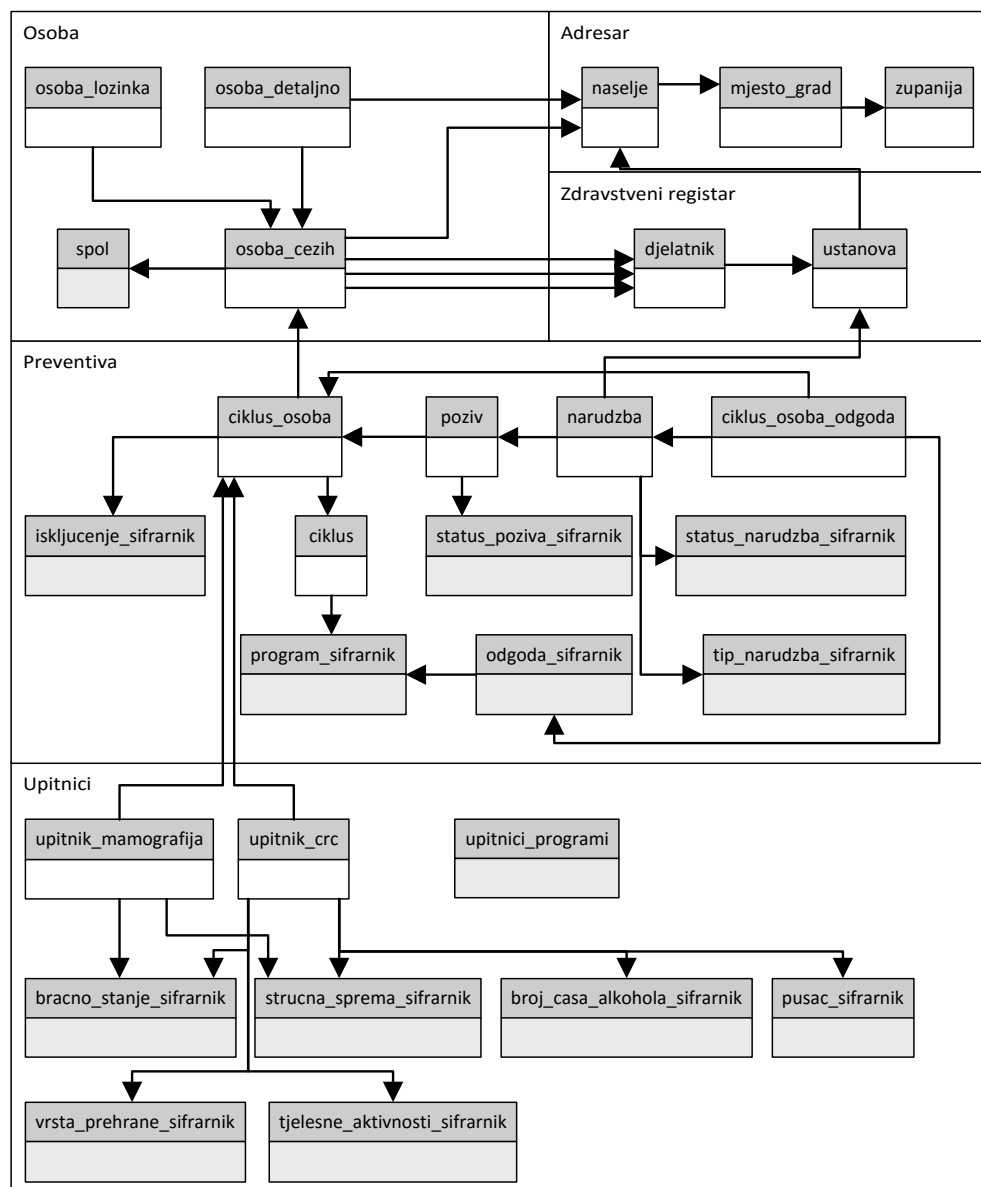 Osoba
osoba_lozinka
osoba_detaljno
spol
osoba_cezih
Adresar
naselje
mjesto_grad
zupanija
Zdravstveni registar
djelatnik
ustanova
Preventiva
ciklus_osoba
poziv
narudzba
ciklus_osoba_odgoda
iskljucenje_sifrarnik
ciklus
status_poziva_sifrarnik
status_narudzba_sifrarnik
program_sifrarnik
odgoda_sifrarnik
tip_narudzba_sifrarnik
Upitnici
upitnik_mamografija
upitnik_crc
upitnici_programi
bracno_stanje_sifrarnik
strucna_sprema_sifrarnik
broj_casa_alkohola_sifrarnik
pusac_sifrarnik
vrsta_prehrane_sifrarnik
tjelesne_aktivnosti_sifrarnik